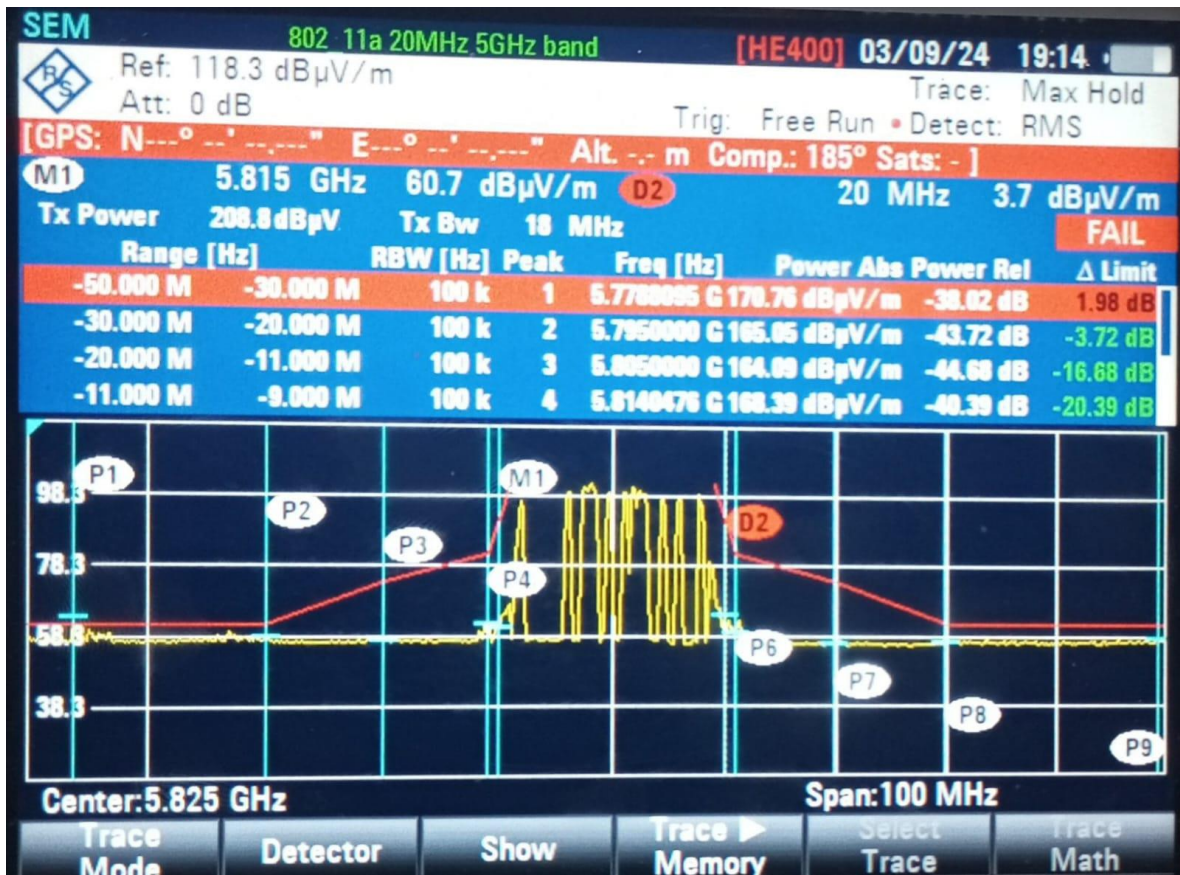 SEM 802 11a 20MHz 5GHz band [HE400] 03/09/24 19:14
R&S Ref: 118.3 dBµV/m Trace: Max Hold
Att: 0 dB Trig: Free Run • Detect: RMS
[GPS: N---° --' --.---" E---° --' --.---" Alt. -.- m Comp.: 185° Sats: - ]
M1 5.815 GHz 60.7 dBµV/m D2 20 MHz 3.7 dBµV/m
Tx Power 208.8 dBµV Tx Bw 18 MHz FAIL
Range [Hz] RBW [Hz] Peak Freq [Hz] Power Abs Power Rel Δ Limit
-50.000 M -30.000 M 100 k 1 170.76 dBµV/m -38.02 dB 1.98 dB
-30.000 M -20.000 M 100 k 2 5.7950000 G 165.05 dBµV/m -43.72 dB -3.72 dB
-20.000 M -11.000 M 100 k 3 5.8050000 G 164.09 dBµV/m -44.68 dB -16.68 dB
-11.000 M -9.000 M 100 k 4 5.8140476 G 168.39 dBµV/m -40.39 dB -20.39 dB
P1 M1
98.3
P2 D2
P3
78.3
P4
58.3
P6
P7
38.3
P8
P9
Center:5.825 GHz Span:100 MHz
Trace Mode Detector Show Trace ▶ Memory Select Trace Trace Math